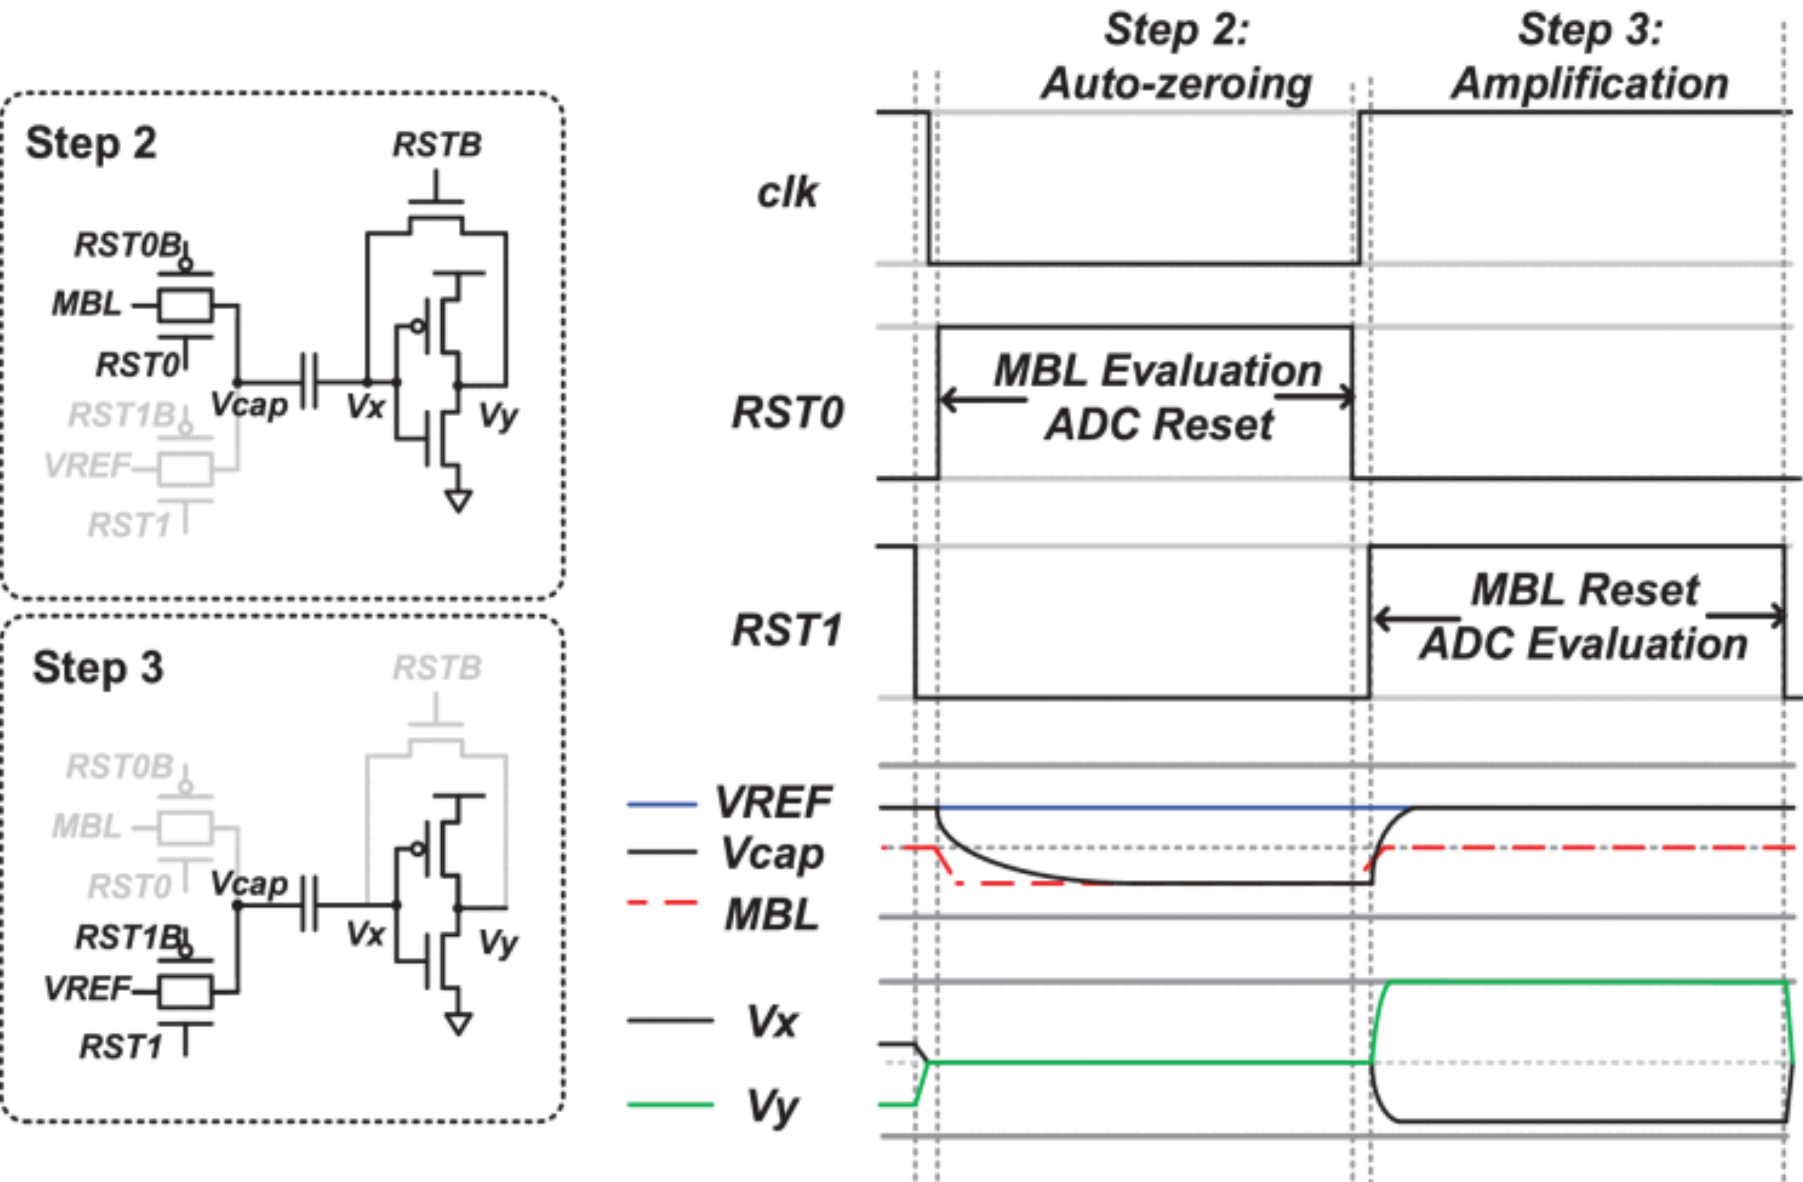 Step 2
RSTB
RST0B
MBL
RST0
Vcap
Vx
Vy
RST1B
VREF
RST1
Step 3
RSTB
RST0B
MBL
RST0
Vcap
Vx
Vy
RST1B
VREF
RST1
Step 2:
Auto-zeroing
Step 3:
Amplification
clk
RST0
MBL Evaluation
ADC Reset
RST1
MBL Reset
ADC Evaluation
VREF
Vcap
MBL
Vx
Vy